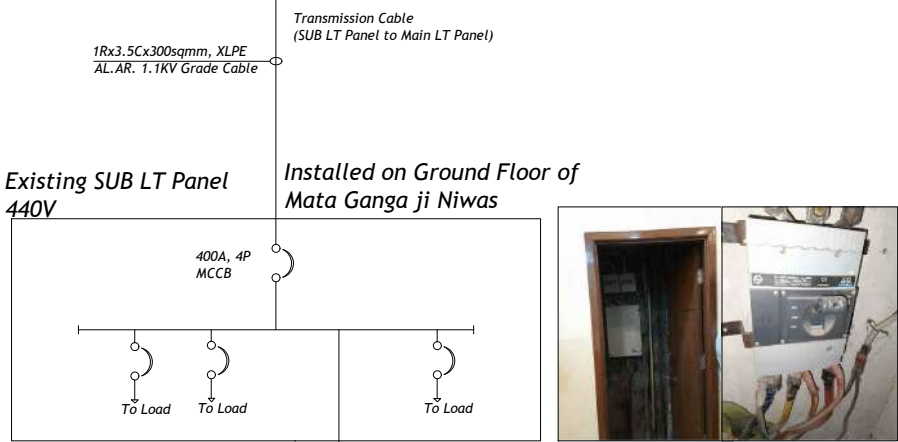 Transmission Cable
(SUB LT Panel to Main LT Panel)
1Rx3.5Cx300sqmm, XLPE
AL.AR. 1.1KV Grade Cable
Existing SUB LT Panel
440V
Installed on Ground Floor of
Mata Ganga ji Niwas
400A, 4P
MCCB
To Load
To Load
To Load